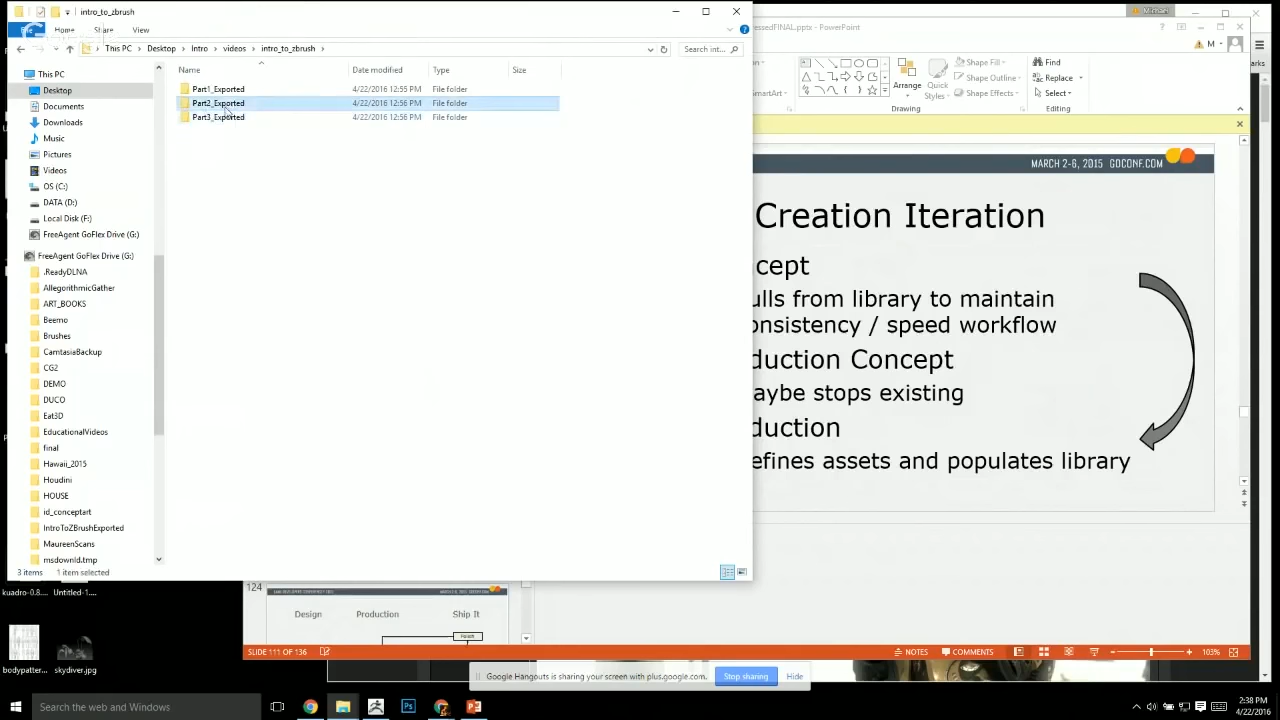 intro_to_zbrush
Home
Share
View
This PC
Desktop
Intro
videos
intro_to_zbrush
Search int...
Name
Date modified
Type
Size
Part1_Exported
4/22/2016 12:55 PM
File folder
Part2_Exported
4/22/2016 12:56 PM
File folder
Part3_Exported
4/22/2016 12:56 PM
File folder
This PC
Desktop
Documents
Downloads
Music
Pictures
Videos
OS (C:)
DATA (D:)
Local Disk (F:)
FreeAgent GoFlex Drive (G:)
FreeAgent GoFlex Drive (G:)
.ReadyDLNA
AllegorithmicGather
ART_BOOKS
Beemo
Brushes
CamtasiaBackup
CG2
DEMO
DUCO
Eat3D
EducationalVideos
final
Hawaii_2015
Houdini
HOUSE
id_conceptart
IntroToZBrushExported
MaureenScans
msdownld.tmp
3 items
1 item selected
Michael
essedFINAL.pptx - PowerPoint
M
arks
SmartArt
Arrange
Quick
Styles
Shape Fill
Shape Outline
Shape Effects
Drawing
Find
Replace
Select
Editing
MARCH 2-6, 2015 GDCONF.COM
Creation Iteration
cept
ulls from library to maintain
onsistency / speed workflow
duction Concept
aybe stops existing
duction
efines assets and populates library
124
Design
Production
Ship It
SLIDE 111 OF 136
NOTES
COMMENTS
103%
kuadro-0.8....
Untitled-1....
bodypatter...
skydiver.jpg
Google Hangouts is sharing your screen with plus.google.com.
Stop sharing
Hide
Search the web and Windows
2:38 PM
4/22/2016